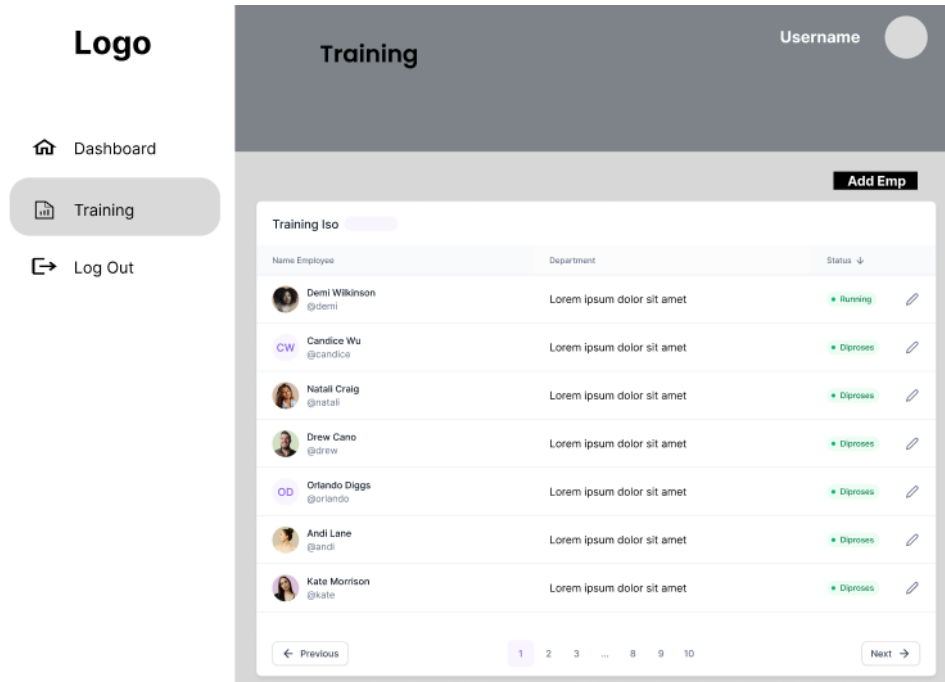 Logo
Dashboard
Training
Log Out
Training
Username
Add Emp
Training Iso
Name Employee Department Status
Demi Wilkinson
@demi
Lorem ipsum dolor sit amet
Running
CW
Candice Wu
@candice
Lorem ipsum dolor sit amet
Diproses
Natali Craig
@natali
Lorem ipsum dolor sit amet
Diproses
Drew Cano
@drew
Lorem ipsum dolor sit amet
Diproses
OD
Orlando Diggs
@orlando
Lorem ipsum dolor sit amet
Diproses
Andi Lane
@andi
Lorem ipsum dolor sit amet
Diproses
Kate Morrison
@kate
Lorem ipsum dolor sit amet
Diproses
Previous 1 2 3 ... 8 9 10 Next